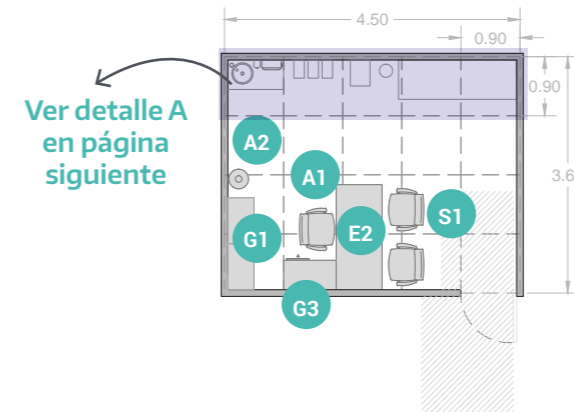 4.50
0.90
0.90
Ver detalle A
en página
siguiente
A2
A1
3.6
S1
G1
E2
G3